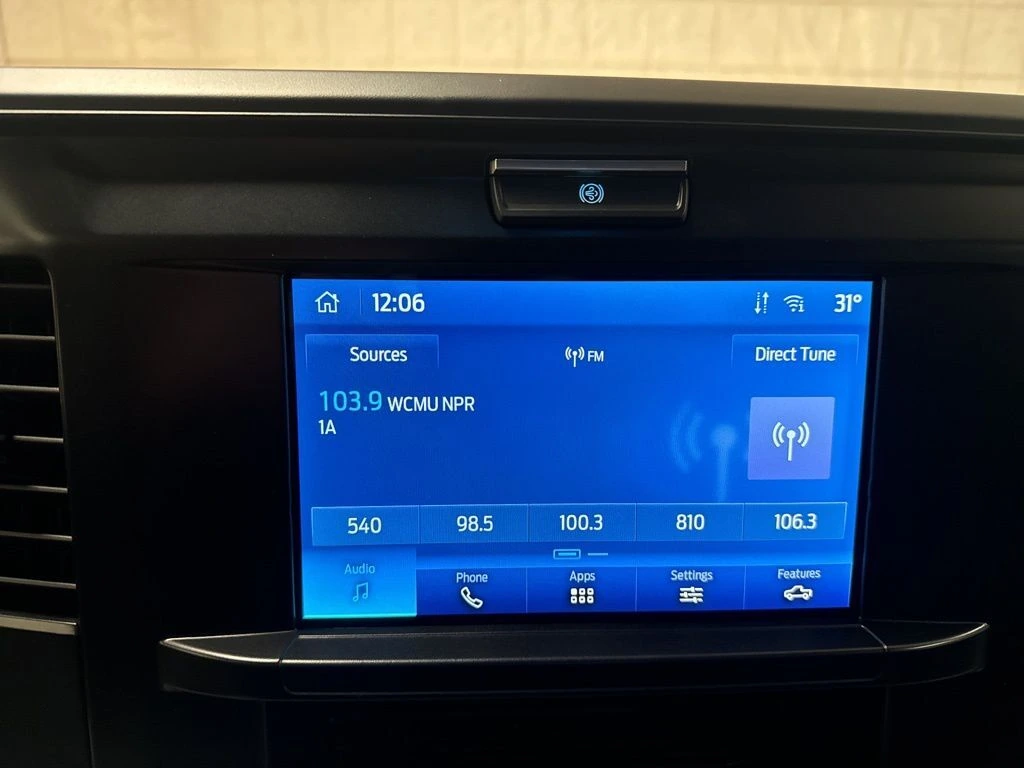 12:06
31°
Sources
FM
Direct Tune
103.9 WCMU NPR
1A
540
98.5
100.3
810
106.3
Audio
Phone
Apps
Settings
Features